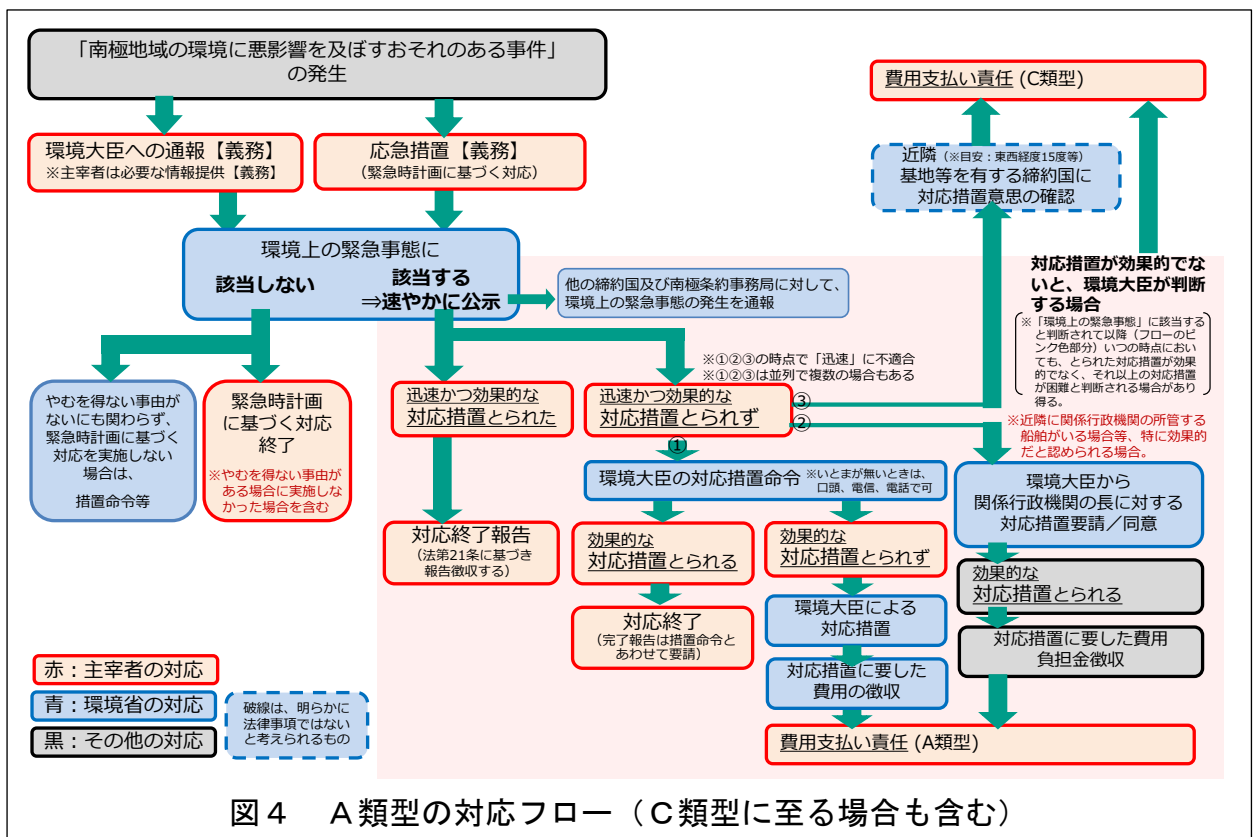 「南極地域の環境に悪影響を及ぼすおそれのある事件」
の発生
環境大臣への通報【義務】
※主宰者は必要な情報提供【義務】
応急措置【義務】
(緊急時計画に基づく対応)
費用支払い責任 (C類型)
近隣（※目安：東西経度15度等）
基地等を有する締約国に
対応措置意思の確認
環境上の緊急事態に
該当しない
該当する
⇒速やかに公示
他の締約国及び南極条約事務局に対して、
環境上の緊急事態の発生を通報
対応措置が効果的でな
いと、環境大臣が判断
する場合
※「環境上の緊急事態」に該当する
と判断されて以降（フローのピ
ンク色部分）いつの時点におい
ても、とられた対応措置が効果
的でなく、それ以上の対応措置
が困難と判断される場合があり
得る。
※①②③の時点で「迅速」に不適合
※①②③は並列で複数の場合もある
やむを得ない事由が
ないにも関わらず、
緊急時計画に基づく
対応を実施しない
場合は、
措置命令等
緊急時計画
に基づく対応
終了
※やむを得ない事由が
ある場合に実施しな
かった場合を含む
迅速かつ効果的な
対応措置とられた
迅速かつ効果的な
対応措置とられず
③
②
①
※近隣に関係行政機関の所管する
船舶がいる場合等、特に効果的
だと認められる場合。
環境大臣の対応措置命令 ※いとまが無いときは、
口頭、電信、電話で可
環境大臣から
関係行政機関の長に対する
対応措置要請／同意
対応終了報告
(法第21条に基づき
報告徴収する)
効果的な
対応措置とられる
効果的な
対応措置とられず
効果的な
対応措置とられる
対応終了
(完了報告は措置命令と
あわせて要請)
環境大臣による
対応措置
対応措置に要した費用
負担金徴収
対応措置に要した
費用の徴収
費用支払い責任 (A類型)
赤：主宰者の対応
青：環境省の対応
黒：その他の対応
破線は、明らかに
法律事項ではない
と考えられるもの
図４　Ａ類型の対応フロー（Ｃ類型に至る場合も含む）